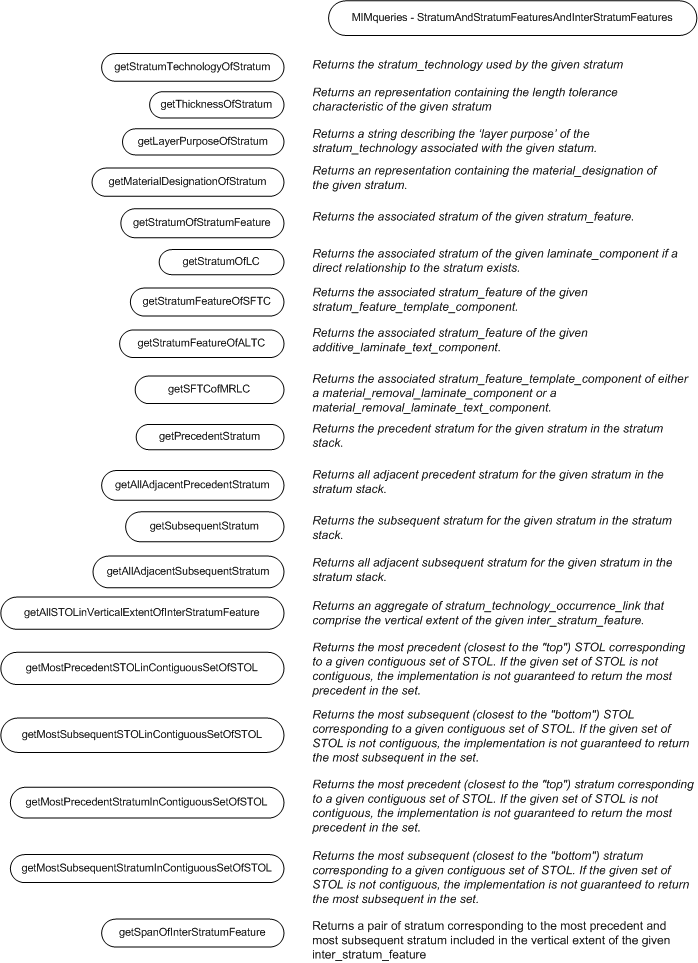 MIMqueries - StratumAndStratumFeaturesAndInterStratumFeatures
getStratumTechnologyOfStratum
Returns the stratum_technology used by the given stratum
getThicknessOfStratum
Returns an representation containing the length tolerance
characteristic of the given stratum
getLayerPurposeOfStratum
Returns a string describing the ‘layer purpose’ of the
stratum_technology associated with the given statum.
getMaterialDesignationOfStratum
Returns an representation containing the material_designation of
the given stratum.
getStratumOfStratumFeature
Returns the associated stratum of the given stratum_feature.
getStratumOfLC
Returns the associated stratum of the given laminate_component if a
direct relationship to the stratum exists.
getStratumFeatureOfSFTC
Returns the associated stratum_feature of the given
stratum_feature_template_component.
getStratumFeatureOfALTC
Returns the associated stratum_feature of the given
additive_laminate_text_component.
getSFTCofMRLC
Returns the associated stratum_feature_template_component of either
a material_removal_laminate_component or a
material_removal_laminate_text_component.
getPrecedentStratum
Returns the precedent stratum for the given stratum in the stratum
stack.
getAllAdjacentPrecedentStratum
Returns all adjacent precedent stratum for the given stratum in the
stratum stack.
getSubsequentStratum
Returns the subsequent stratum for the given stratum in the stratum
stack.
getAllAdjacentSubsequentStratum
Returns all adjacent subsequent stratum for the given stratum in the
stratum stack.
getAllSTOLinVerticalExtentOfInterStratumFeature
Returns an aggregate of stratum_technology_occurrence_link that
comprise the vertical extent of the given inter_stratum_feature.
getMostPrecedentSTOLinContiguousSetOfSTOL
Returns the most precedent (closest to the "top") STOL corresponding
to a given contiguous set of STOL. If the given set of STOL is not
contiguous, the implementation is not guaranteed to return the most
precedent in the set.
getMostSubsequentSTOLinContiguousSetOfSTOL
Returns the most subsequent (closest to the "bottom") STOL
corresponding to a given contiguous set of STOL. If the given set of
STOL is not contiguous, the implementation is not guaranteed to return
the most subsequent in the set.
getMostPrecedentStratumInContiguousSetOfSTOL
Returns the most precedent (closest to the "top") stratum corresponding
to a given contiguous set of STOL. If the given set of STOL is not
contiguous, the implementation is not guaranteed to return the most
precedent in the set.
getMostSubsequentStratumInContiguousSetOfSTOL
Returns the most subsequent (closest to the "bottom") stratum
corresponding to a given contiguous set of STOL. If the given set of
STOL is not contiguous, the implementation is not guaranteed to return
the most subsequent in the set.
getSpanOfInterStratumFeature
Returns a pair of stratum corresponding to the most precedent and
most subsequent stratum included in the vertical extent of the given
inter_stratum_feature